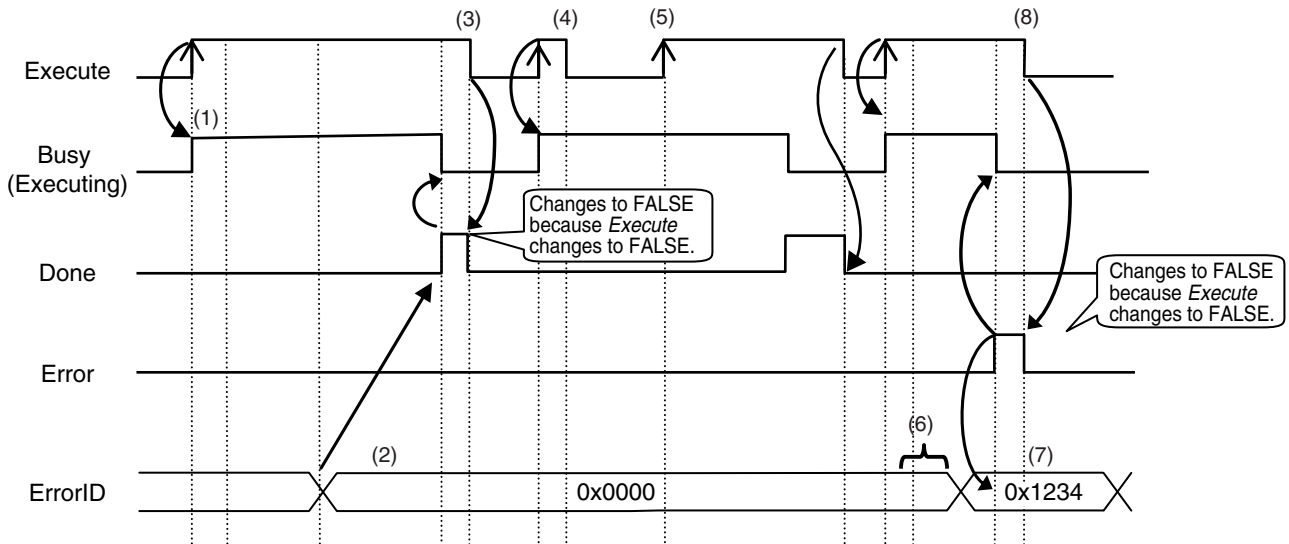 (3) (4) (5) (8)
Execute
(1)
Busy
(Executing)
Changes to FALSE
because Execute
changes to FALSE.
Done
Changes to FALSE
because Execute
changes to FALSE.
Error
(2) (6) (7)
ErrorID 0x0000 0x1234